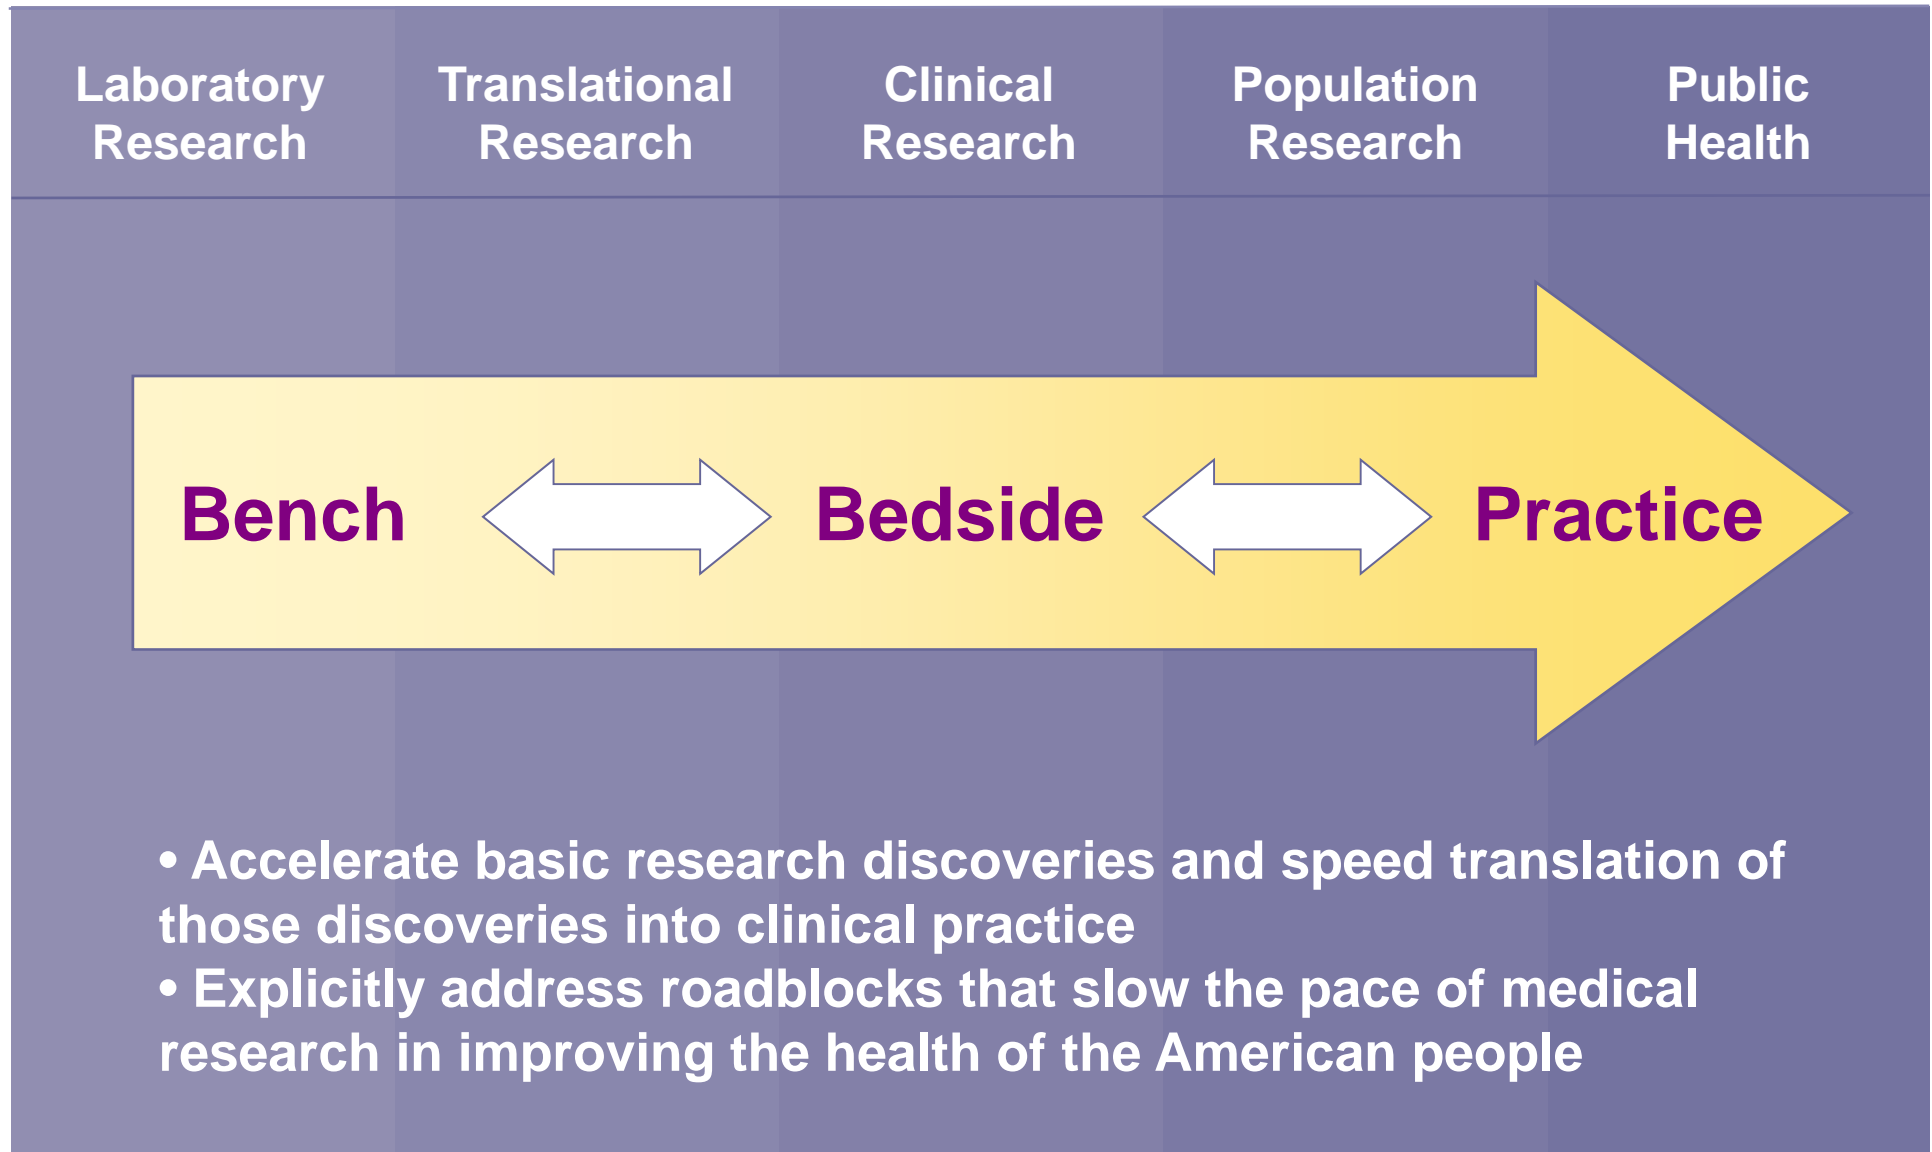 Laboratory
Research
Translational
Research
Clinical
Research
Population
Research
Public
Health
Bench
Bedside
Practice
• Accelerate basic research discoveries and speed translation of
those discoveries into clinical practice
• Explicitly address roadblocks that slow the pace of medical
research in improving the health of the American people